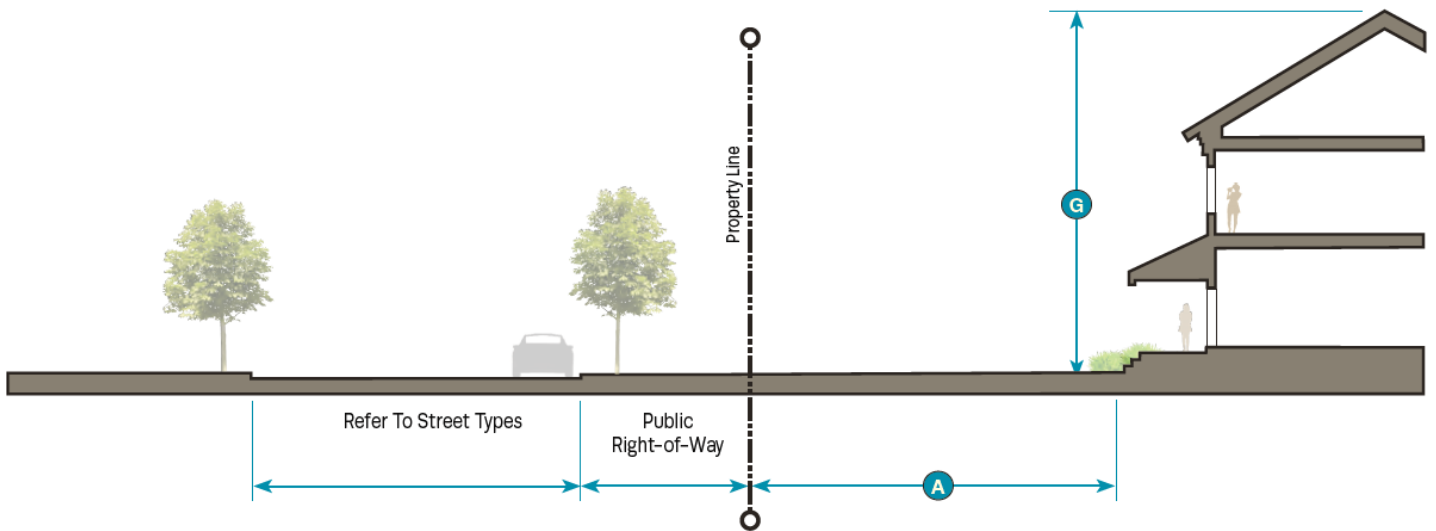 Property Line
G
Refer To Street Types
Public
Right-of-Way
A